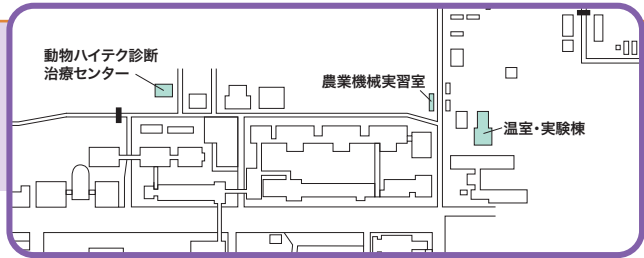 動物ハイテク診断
治療センター
農業機械実習室
温室・実験棟